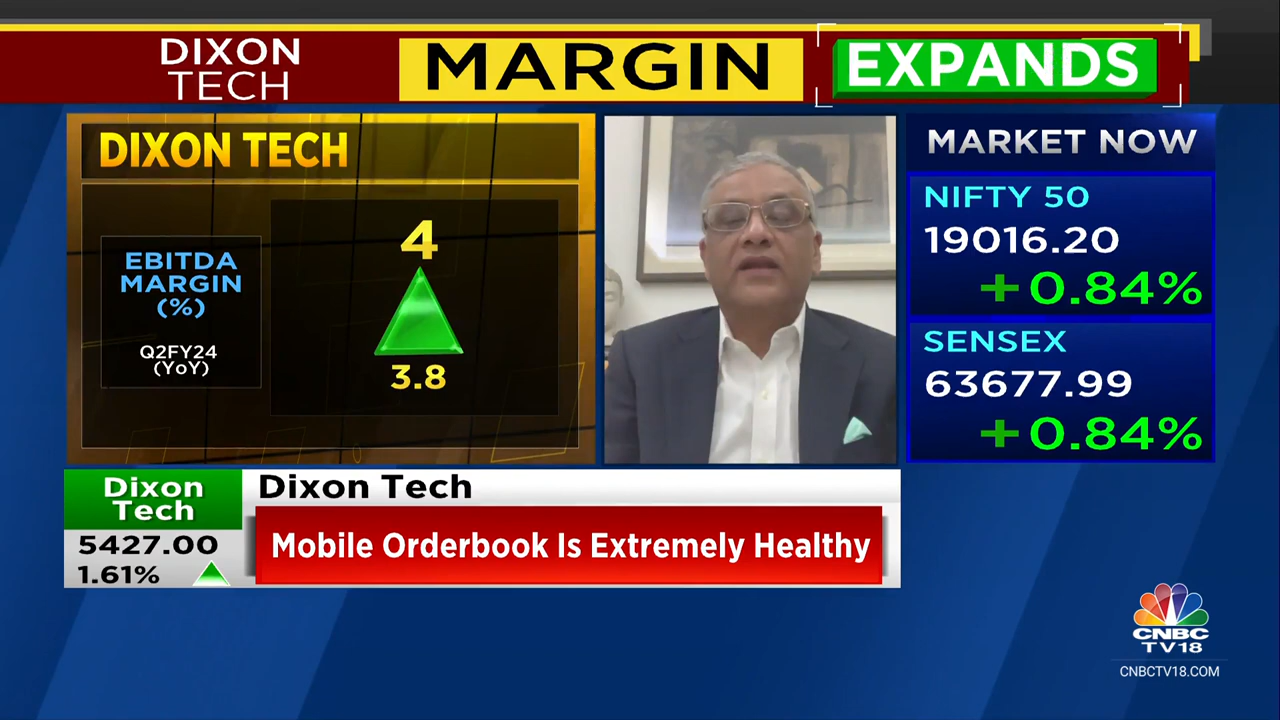 DIXON
TECH
MARGIN
EXPANDS
DIXON TECH
EBITDA
MARGIN
(%)
Q2FY24
(YoY)
4
3.8
MARKET NOW
NIFTY 50
19016.20
+0.84%
SENSEX
63677.99
+0.84%
Dixon
Tech
5427.00
1.61%
Dixon Tech
Mobile Orderbook Is Extremely Healthy
CNBC
TV18
CNBCTV18.COM